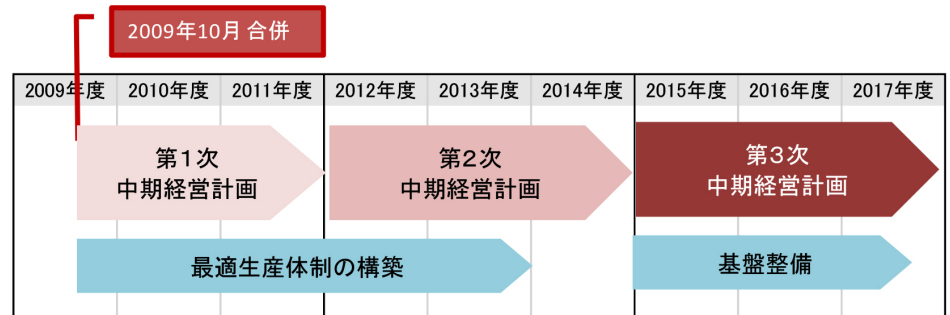 2009年10月 合併
2009年度 2010年度 2011年度 2012年度 2013年度 2014年度 2015年度 2016年度 2017年度
第１次
中期経営計画
第２次
中期経営計画
第３次
中期経営計画
最適生産体制の構築
基盤整備